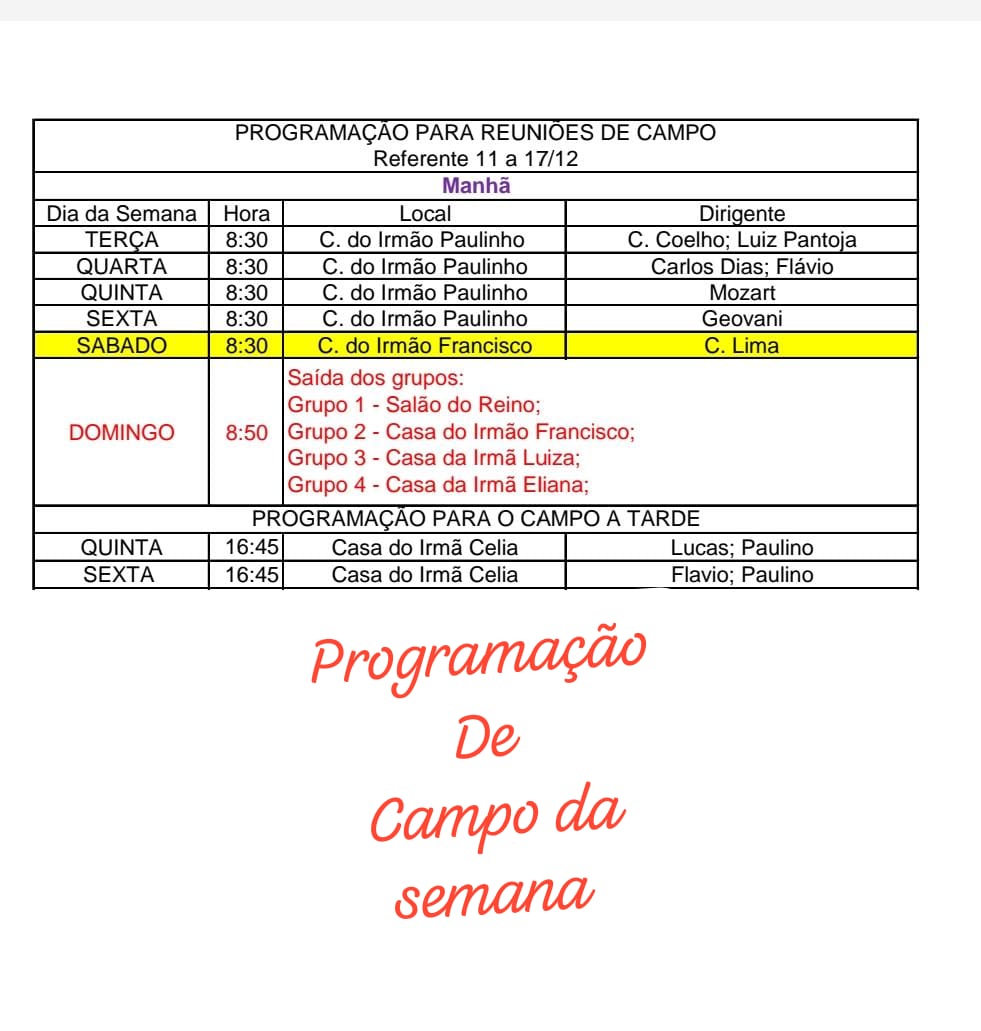 PROGRAMAÇÃO PARA REUNIÕES DE CAMPO
Referente 11 a 17/12
Manhã
Dia da Semana Hora Local Dirigente
TERÇA 8:30 C. do Irmão Paulinho C. Coelho; Luiz Pantoja
QUARTA 8:30 C. do Irmão Paulinho Carlos Dias; Flávio
QUINTA 8:30 C. do Irmão Paulinho Mozart
SEXTA 8:30 C. do Irmão Paulinho Geovani
SABADO 8:30 C. do Irmão Francisco C. Lima
DOMINGO 8:50 Saída dos grupos:
Grupo 1 - Salão do Reino;
Grupo 2 - Casa do Irmão Francisco;
Grupo 3 - Casa da Irmã Luiza;
Grupo 4 - Casa da Irmã Eliana;
PROGRAMAÇÃO PARA O CAMPO A TARDE
QUINTA 16:45 Casa do Irmã Celia Lucas; Paulino
SEXTA 16:45 Casa do Irmã Celia Flavio; Paulino
Programação
De
Campo da
semana